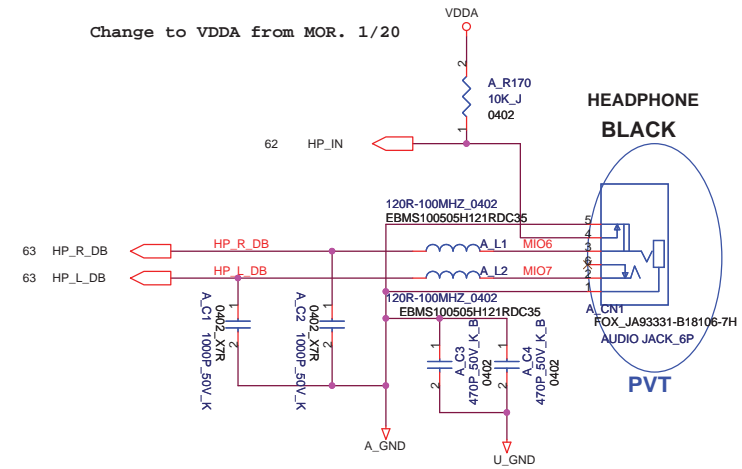 VDDA
Change to VDDA from MOR. 1/20
2
A_R170
10K_J
0402
1
HEADPHONE
BLACK
62 HP_IN
120R-100MHZ_0402
EBMS100505H121RDC35
5
4
63 HP_R_DB
HP_R_DB
A_L1
MIO6
3
6
63 HP_L_DB
HP_L_DB
A_L2
MIO7
2
1
120R-100MHZ_0402
EBMS100505H121RDC35
A_CN1
FOX_JA93331-B18106-7H
AUDIO JACK_6P
PVT
A_C1 1000P_50V_K
0402_X7R
1
2
A_C2 1000P_50V_K
0402_X7R
1
2
1
2
A_C3
470P_50V_K_B
0402
1
2
A_C4
470P_50V_K_B
0402
A_GND
U_GND